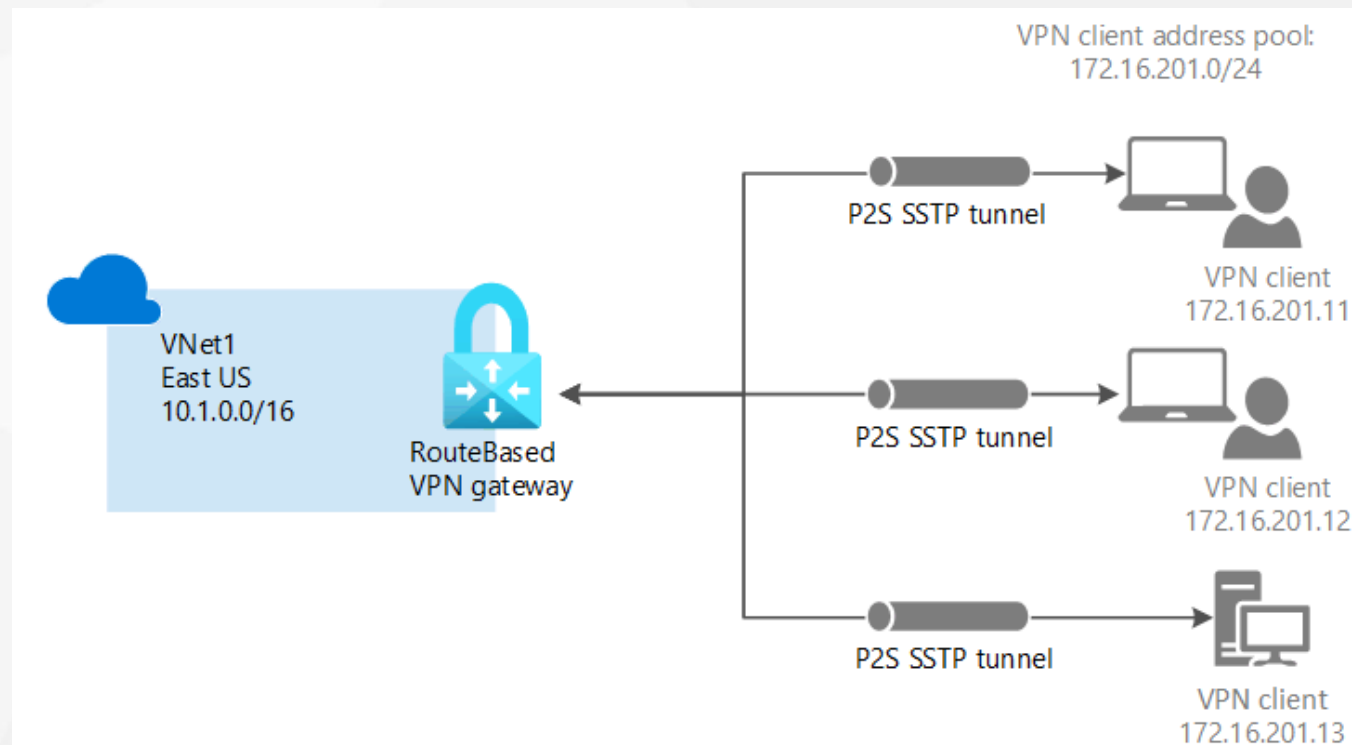 VPN client address pool:
172.16.201.0/24
P2S SSTP tunnel
VPN client
172.16.201.11
VNet1
East US
10.1.0.0/16
RouteBased
VPN gateway
P2S SSTP tunnel
VPN client
172.16.201.12
P2S SSTP tunnel
VPN client
172.16.201.13